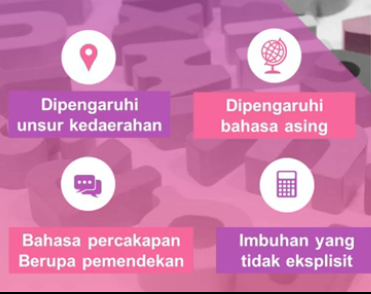 Dipengaruhi
unsur kedaerahan
Dipengaruhi
bahasa asing
Bahasa percakapan
Berupa pemendekan
Imbuhan yang
tidak eksplisit